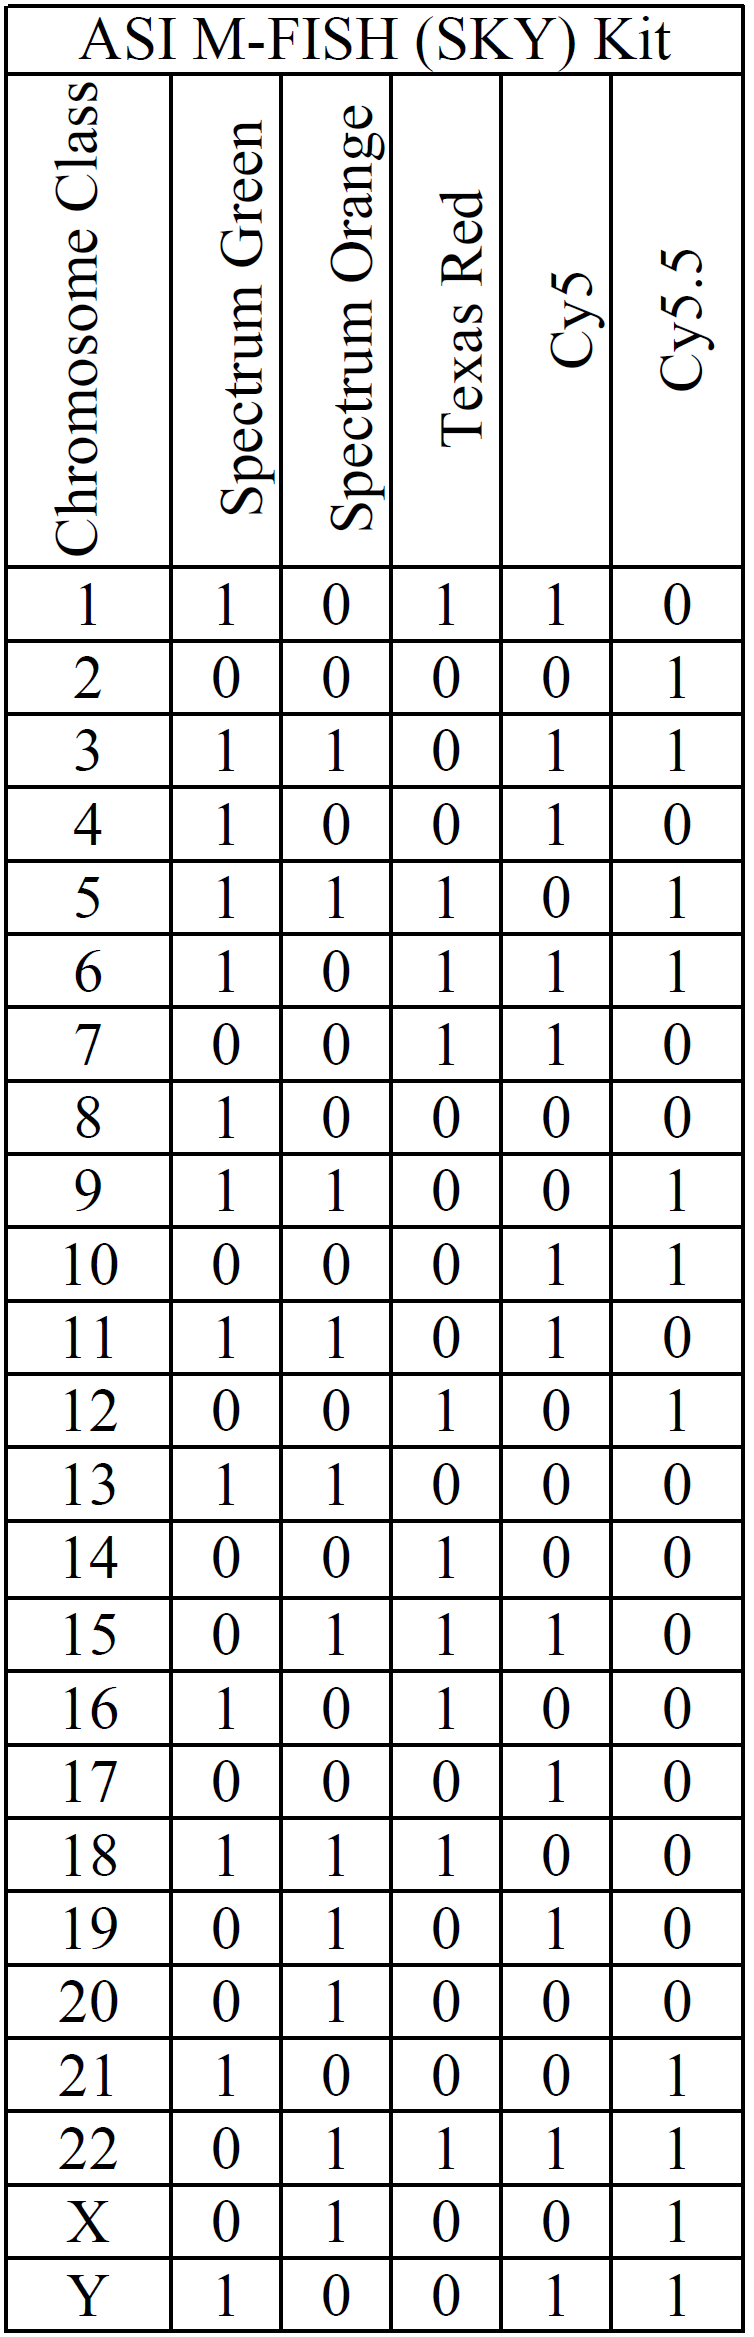 ASI M-FISH (SKY) Kit
Chromosome Class Spectrum Green Spectrum Orange Texas Red Cy5 Cy5.5
1 1 0 1 1 0
2 0 0 0 0 1
3 1 1 0 1 1
4 1 0 0 1 0
5 1 1 1 0 1
6 1 0 1 1 1
7 0 0 1 1 0
8 1 0 0 0 0
9 1 1 0 0 1
10 0 0 0 1 1
11 1 1 0 1 0
12 0 0 1 0 1
13 1 1 0 0 0
14 0 0 1 0 0
15 0 1 1 1 0
16 1 0 1 0 0
17 0 0 0 1 0
18 1 1 1 0 0
19 0 1 0 1 0
20 0 1 0 0 0
21 1 0 0 0 1
22 0 1 1 1 1
X 0 1 0 0 1
Y 1 0 0 1 1